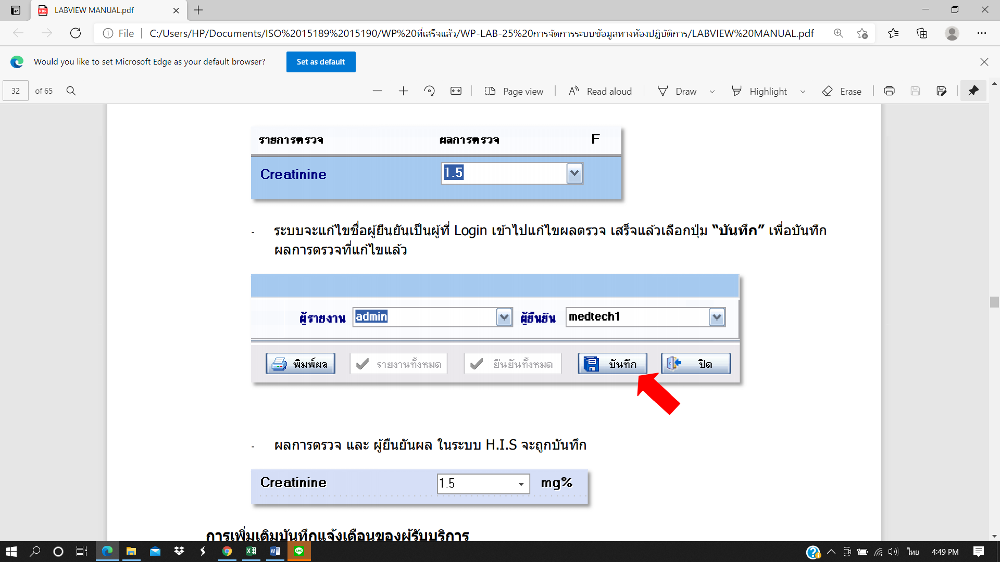 LABVIEW MANUAL.pdf
File C:/Users/HP/Documents/ISO%2015189%2015190/WP%20ที่เสร็จแล้ว/WP-LAB-25%20การจัดการระบบข้อมูลทางห้องปฏิบัติการ/LABVIEW%20MANUAL.pdf
Would you like to set Microsoft Edge as your default browser? Set as default
32 of 65 Page view Read aloud Draw Highlight Erase
รายการตรวจ ผลการตรวจ F
Creatinine 1.5
- ระบบจะแก้ไขชื่อผู้ยืนยันเป็นผู้ที่ Login เข้าไปแก้ไขผลตรวจ เสร็จแล้วเลือกปุ่ม “บันทึก” เพื่อบันทึก
ผลการตรวจที่แก้ไขแล้ว
ผู้รายงาน admin ผู้ยืนยัน medtech1
พิมพ์ผล รายงานทั้งหมด ยืนยันทั้งหมด บันทึก ปิด
- ผลการตรวจ และ ผู้ยืนยันผล ในระบบ H.I.S จะถูกบันทึก
Creatinine 1.5 mg%
การเพิ่มเติมบันทึกแจ้งเตือนของผู้รับบริการ
ไทย 4:49 PM